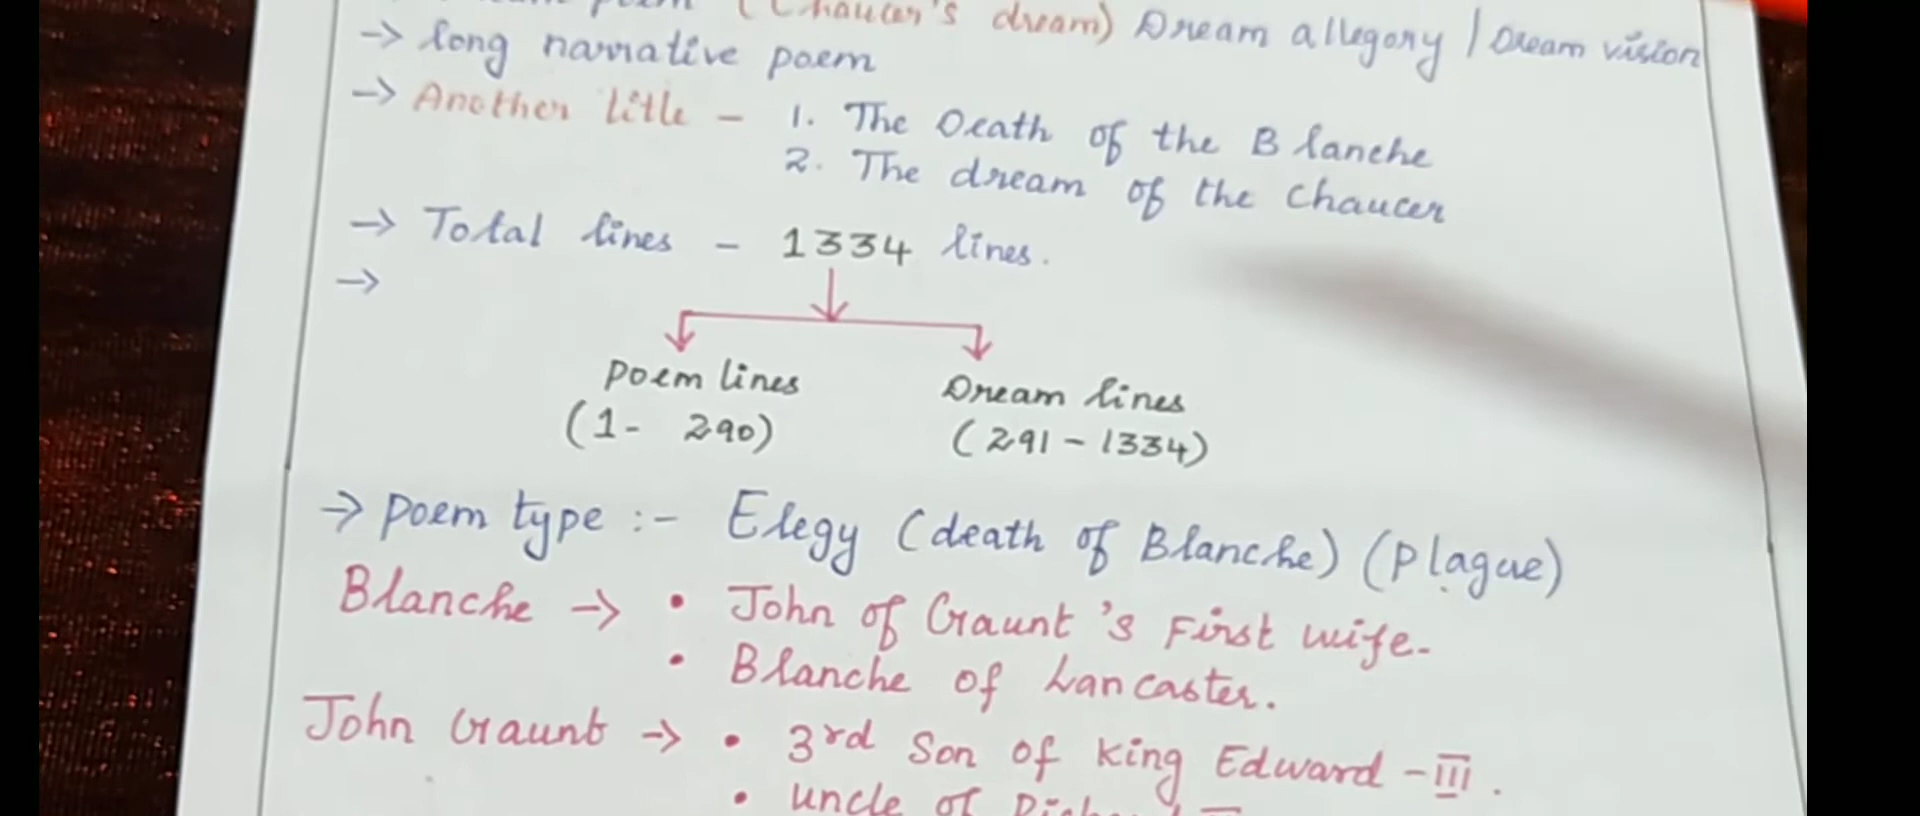 poem (Chaucer's dream) Dream allegory / Dream vision
→ long narrative poem
→ Another title - 1. The Death of the Blanche
2. The dream of the Chaucer
→ Total lines - 1334 lines.
→
Poem lines Dream lines
(1- 290) (291-1334)
→ Poem type :- Elegy (death of Blanche) (Plague)
Blanche → • John of Graunt's First wife-
• Blanche of Lancaster.
John Graunt → • 3rd Son of King Edward -III.
• uncle of